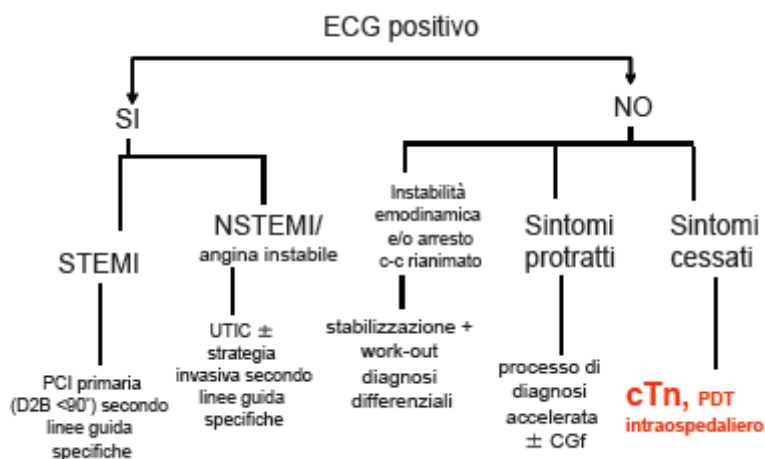 ECG positivo
SI
NO
STEMI
NSTEMI/
angina instabile
Instabilità
emodinamica
e/o arresto
c-c rianimato
Sintomi
protratti
Sintomi
cessati
PCI primaria
(D2B <90') secondo
linee guida
specifiche
UTIC ±
strategia
invasiva secondo
linee guida
specifiche
stabilizzazione +
work-out
diagnosi
differenziali
processo di
diagnosi
accelerata
± CGf
cTn, PDT
intraospedaliero